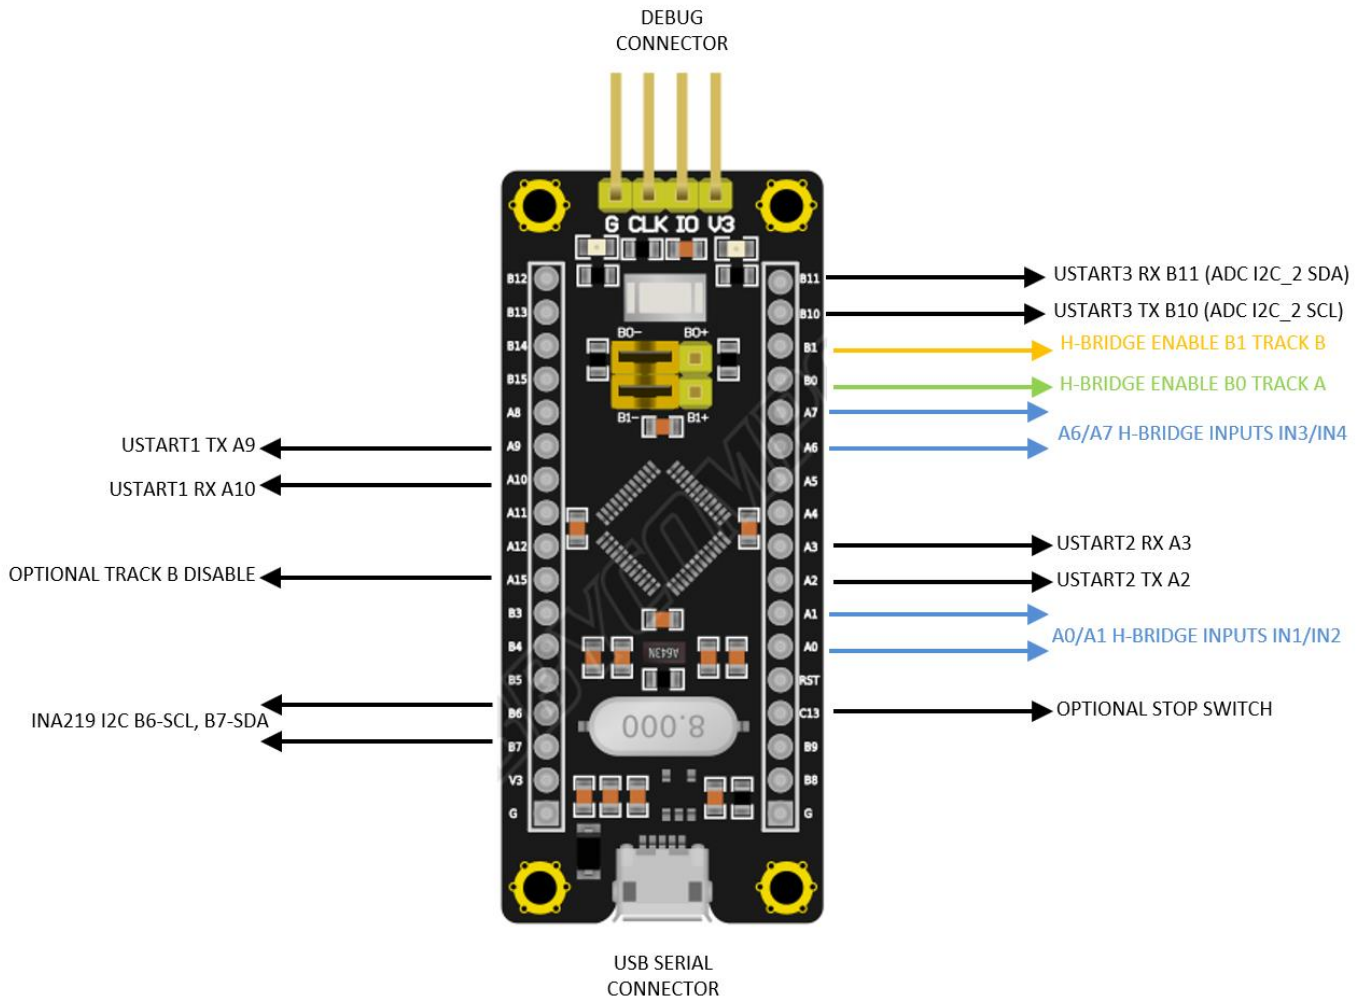 DEBUG
CONNECTOR
G CLK IO V3
B12
B13
B14
B15
A8
A9
A10
A11
A12
A15
B3
B4
B5
B6
B7
V3
G
B0- B0+
B1- B1+
A643N
8.000
B11
B10
B1
B0
A7
A6
A5
A4
A3
A2
A1
A0
RST
C13
B9
B8
G
USTART1 TX A9
USTART1 RX A10
OPTIONAL TRACK B DISABLE
INA219 I2C B6-SCL, B7-SDA
USTART3 RX B11 (ADC I2C_2 SDA)
USTART3 TX B10 (ADC I2C_2 SCL)
H-BRIDGE ENABLE B1 TRACK B
H-BRIDGE ENABLE B0 TRACK A
A6/A7 H-BRIDGE INPUTS IN3/IN4
USTART2 RX A3
USTART2 TX A2
A0/A1 H-BRIDGE INPUTS IN1/IN2
OPTIONAL STOP SWITCH
USB SERIAL
CONNECTOR